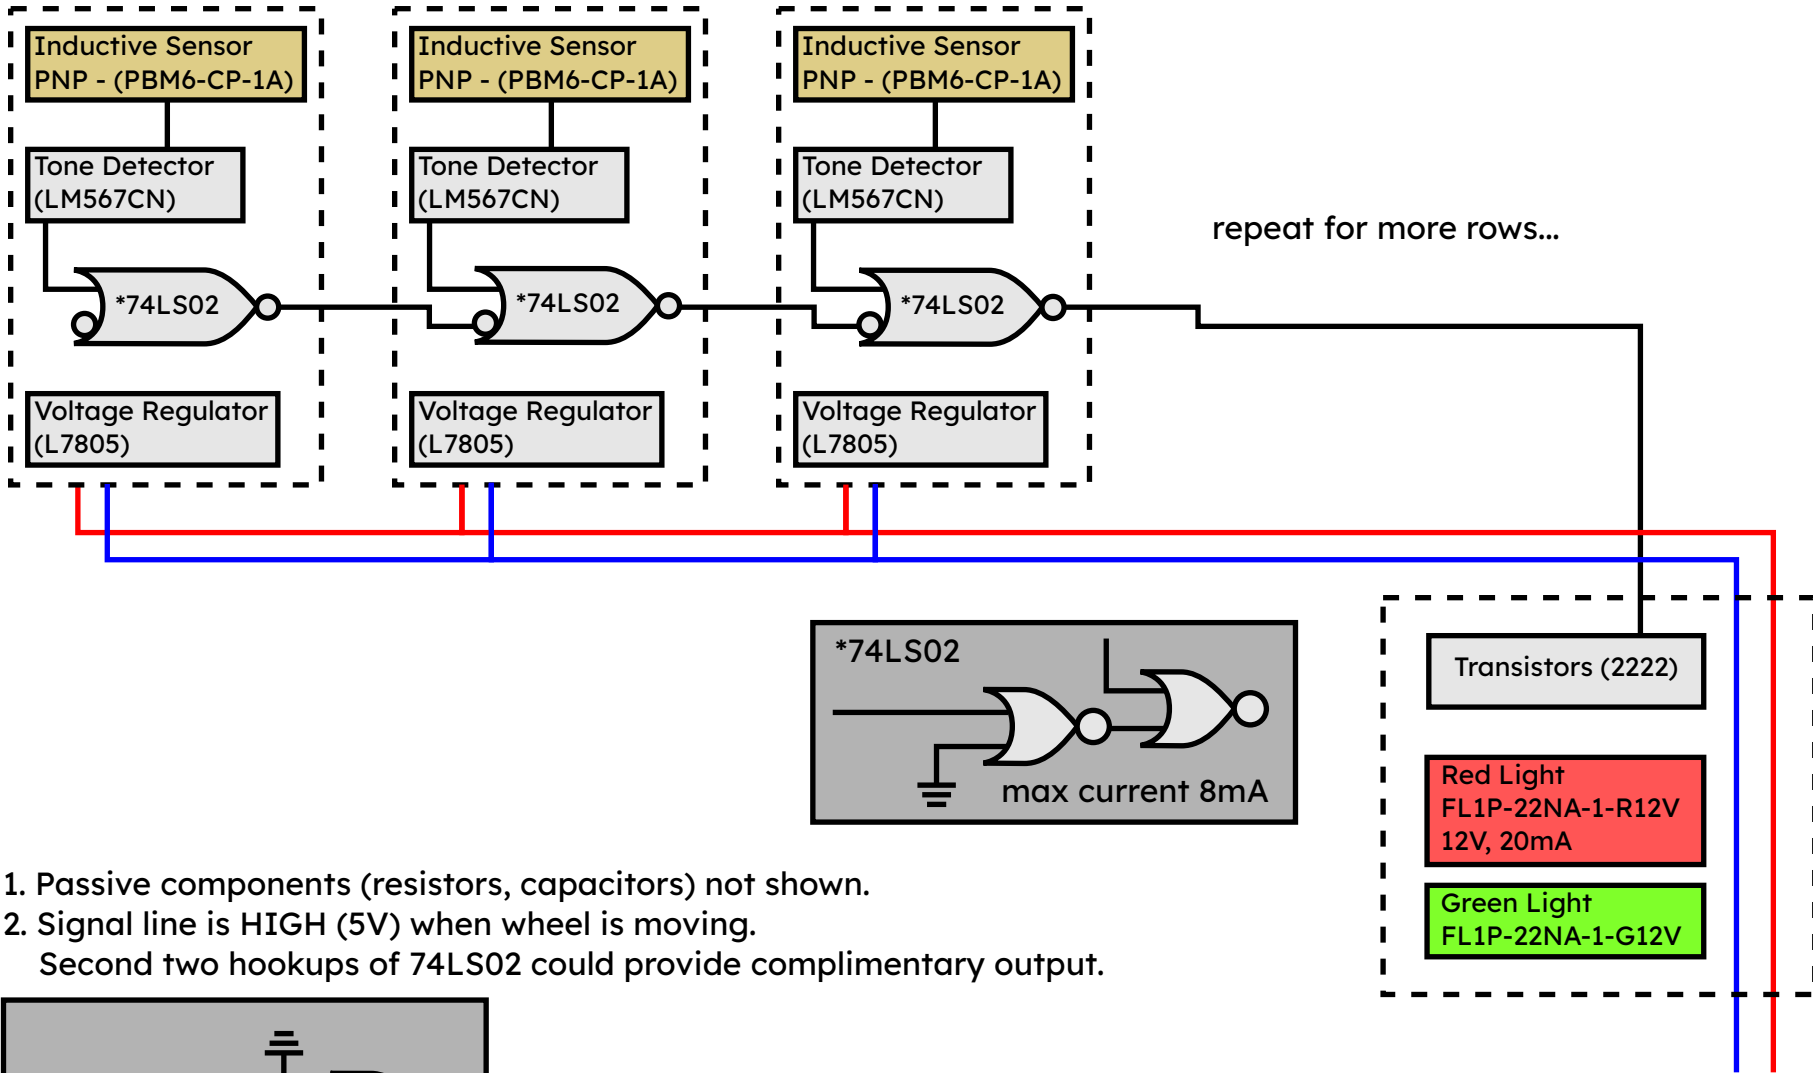 Inductive Sensor
PNP - (PBM6-CP-1A)
Tone Detector
(LM567CN)
*74LS02
Voltage Regulator
(L7805)
Inductive Sensor
PNP - (PBM6-CP-1A)
Tone Detector
(LM567CN)
*74LS02
Voltage Regulator
(L7805)
Inductive Sensor
PNP - (PBM6-CP-1A)
Tone Detector
(LM567CN)
*74LS02
Voltage Regulator
(L7805)
repeat for more rows...
*74LS02
max current 8mA
Transistors (2222)
Red Light
FL1P-22NA-1-R12V
12V, 20mA
Green Light
FL1P-22NA-1-G12V
1. Passive components (resistors, capacitors) not shown.
2. Signal line is HIGH (5V) when wheel is moving.
Second two hookups of 74LS02 could provide complimentary output.